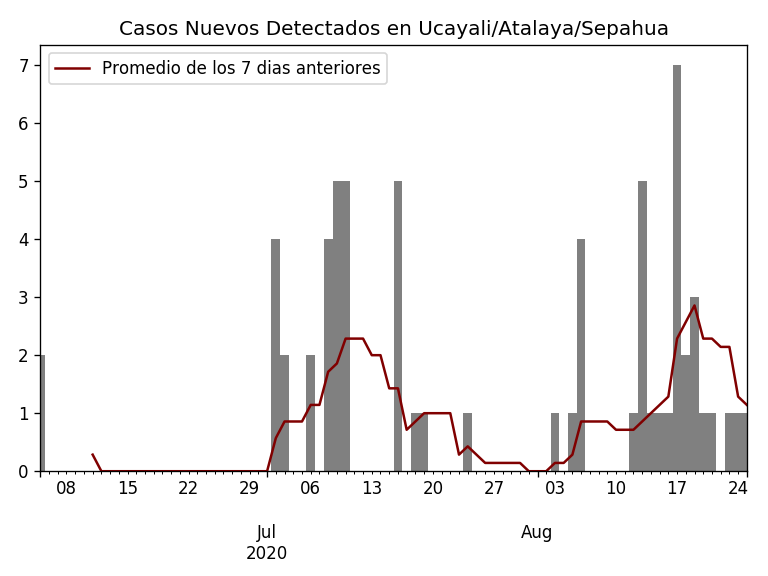 Casos Nuevos Detectados en Ucayali/Atalaya/Sepahua
Promedio de los 7 dias anteriores
7
6
5
4
3
2
1
0
08 15 22 29 06 13 20 27 03 10 17 24
Jul Aug
2020